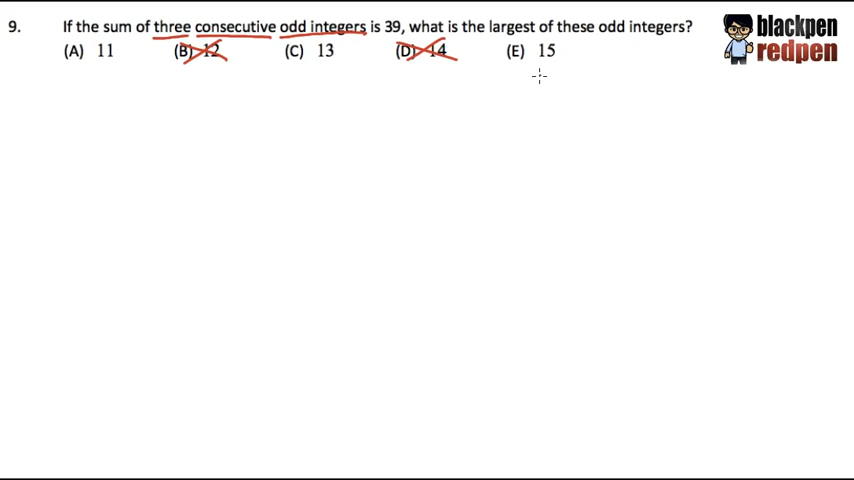 9. If the sum of three consecutive odd integers is 39, what is the largest of these odd integers?
(A) 11 (B) 12 (C) 13 (D) 14 (E) 15
blackpen
redpen